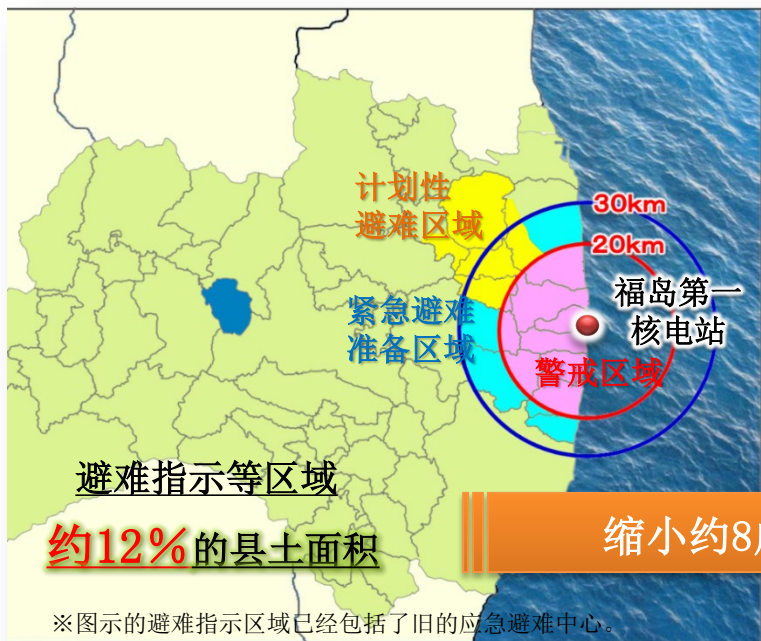 计划性
避难区域
30km
20km
福岛第一
核电站
紧急避难
准备区域
警戒区域
避难指示等区域
约12%的县土面积
缩小约8
※图示的避难指示区域已经包括了旧的应急避难中心。